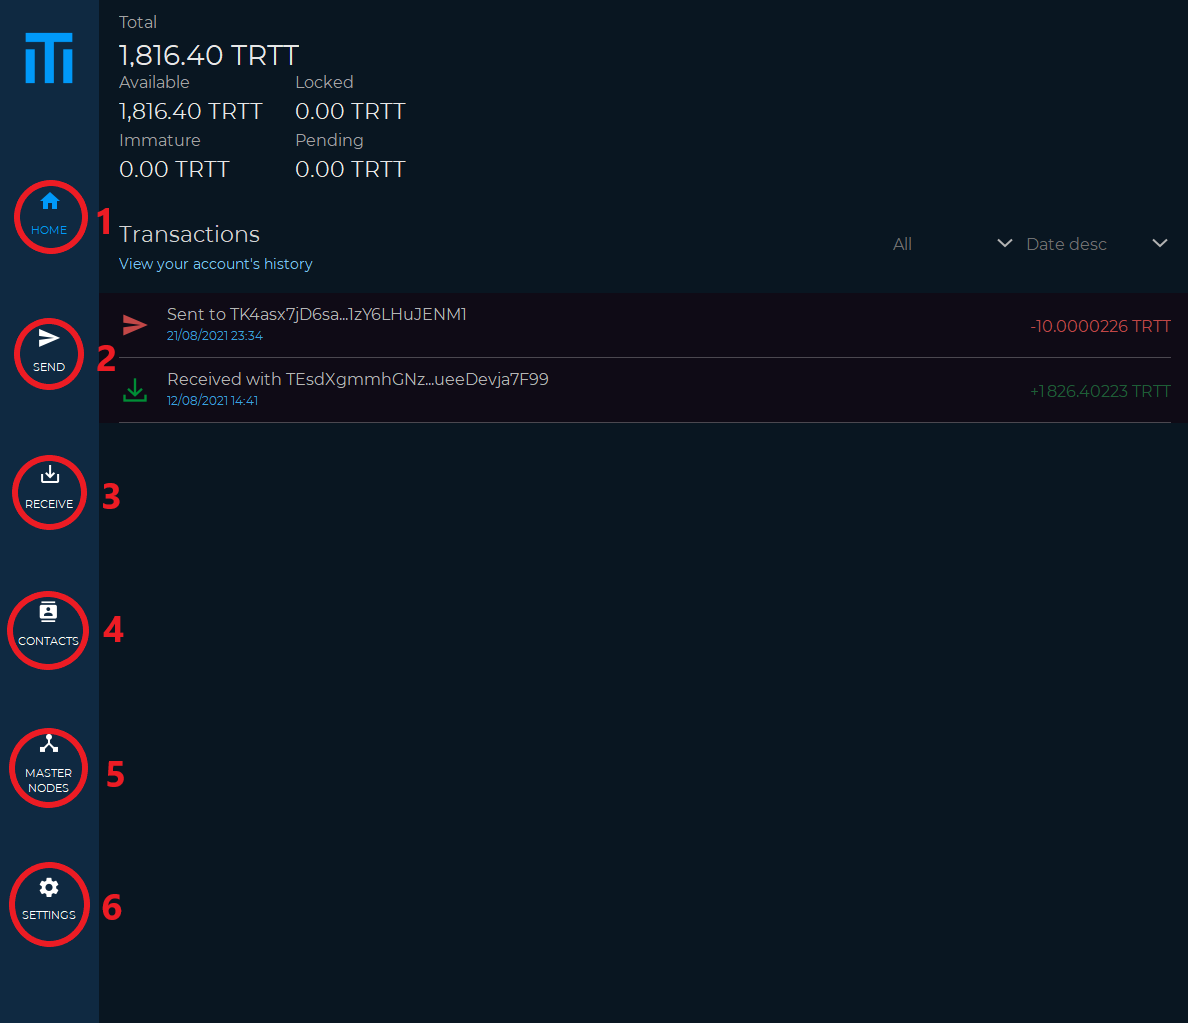 Total
1,816.40 TRTT
Available Locked
1,816.40 TRTT 0.00 TRTT
Immature Pending
0.00 TRTT 0.00 TRTT
HOME 1
Transactions
All Date desc
View your account's history
Sent to TK4asx7jD6sa...1zY6LHuJENM1
21/08/2021 23:34
-10.0000226 TRTT
SEND 2
Received with TEsdXgmmhGNz...ueeDevja7F99
12/08/2021 14:41
+1 826.40223 TRTT
RECEIVE 3
CONTACTS 4
MASTER
NODES 5
SETTINGS 6